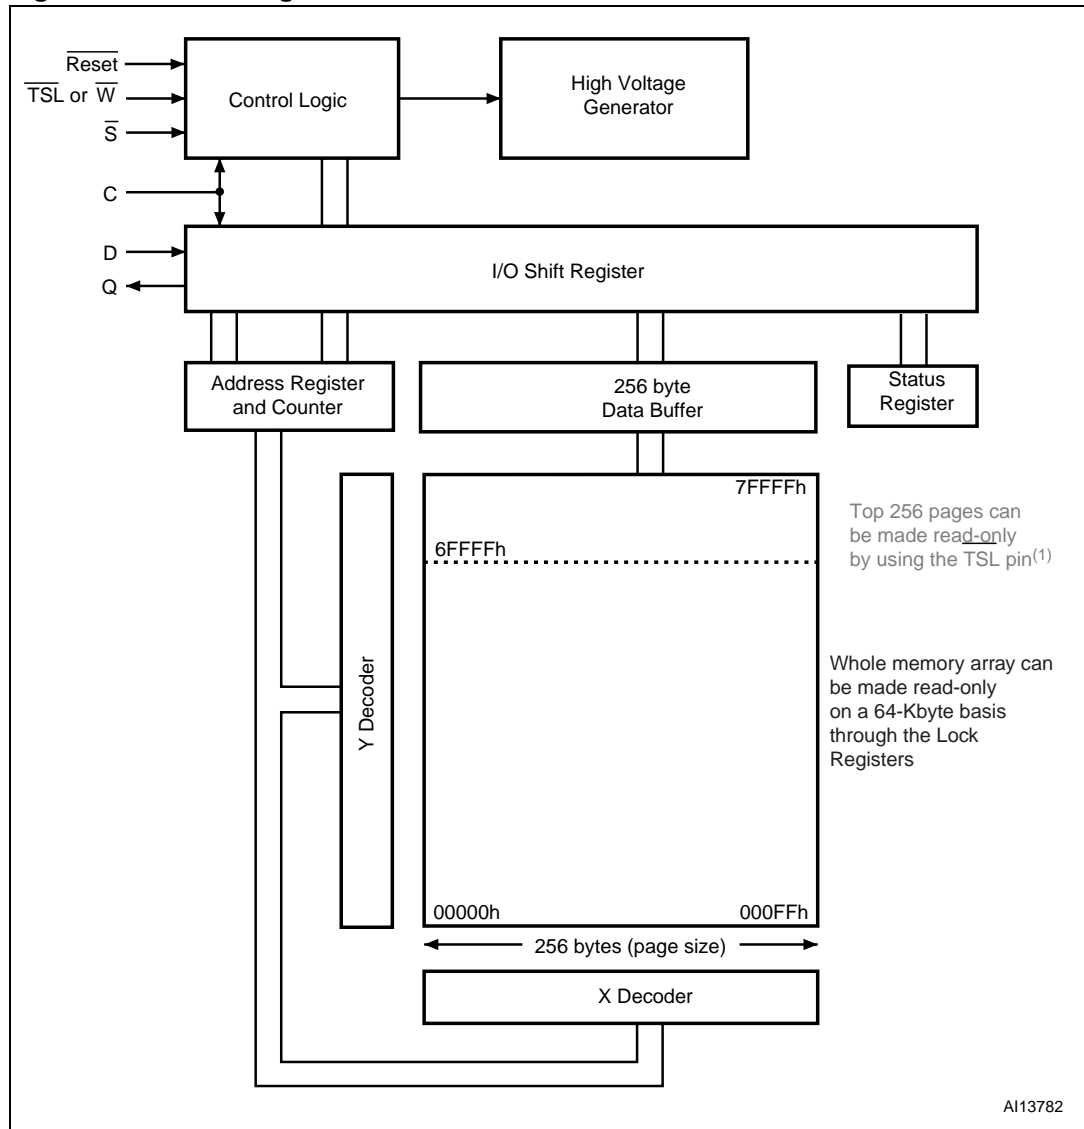 Reset
TSL or W
S
C
D
Q
Control Logic
High Voltage
Generator
I/O Shift Register
Address Register
and Counter
256 byte
Data Buffer
Status
Register
7FFFFh
6FFFFh
Top 256 pages can
be made read-only
by using the TSL pin(1)
Y Decoder
Whole memory array can
be made read-only
on a 64-Kbyte basis
through the Lock
Registers
00000h
000FFh
256 bytes (page size)
X Decoder
AI13782